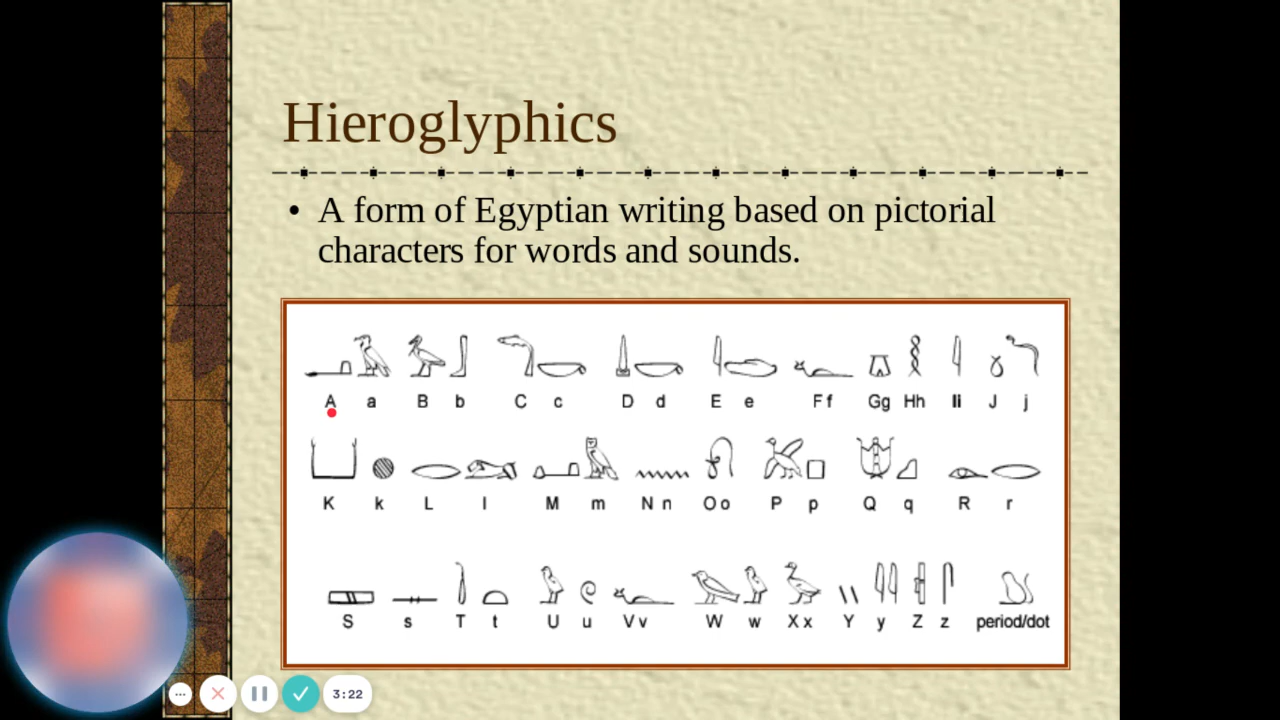 Hieroglyphics
• A form of Egyptian writing based on pictorial
characters for words and sounds.
A a B b C c D d E e Ff Gg Hh Ii J j
K k L l M m N n O o P p Q q R r
S s T t U u V v W w X x Y y Z z period/dot
3:22